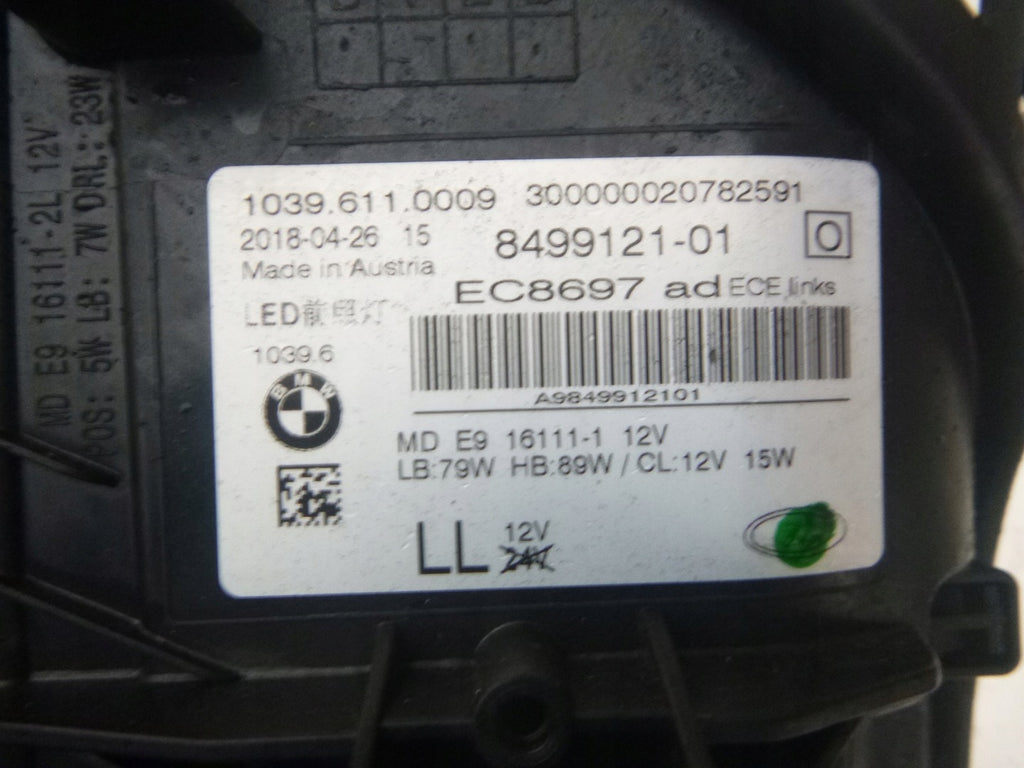 1039.611.0009 300000020782591
2018-04-26 15 8499121-01 O
Made in Austria
EC8697 ad ECE links
LED前照灯
1039.6
BMW
A9849912101
MD E9 16111-1 12V
LB:79W HB:89W / CL:12V 15W
LL 12V
24V
MD E9 16111-2L 12V
POS: 5W LB: 7W DRL: 23W